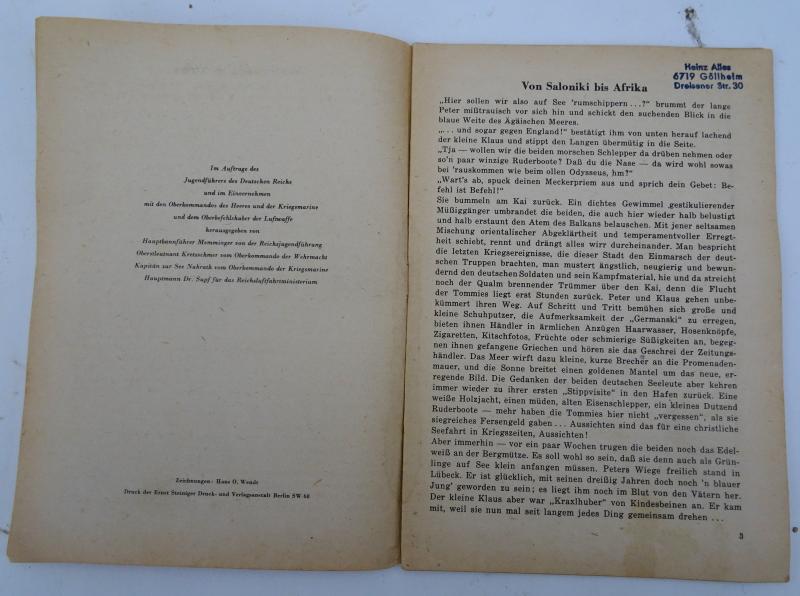 Im Auftrage des
Jugendführers des Deutschen Reichs
und im Einvernehmen
mit den Oberkommandos des Heeres und der Kriegsmarine
und dem Oberbefehlshaber der Luftwaffe
herausgegeben von
Hauptbannführer Memminger von der Reichsjugendführung
Oberstleutnant Kretzschmer vom Oberkommando der Wehrmacht
Kapitän zur See Nahrath vom Oberkommando der Kriegsmarine
Hauptmann Dr. Supf für das Reichsluftfahrtministerium
Zeichnungen: Hans O. Wendt
Druck der Ernst Steiniger Druck- und Verlagsanstalt Berlin SW 68
Heinz Alles
6719 Göllheim
Dreisener Str. 30
Von Saloniki bis Afrika
„Hier sollen wir also auf See 'rumschippern ...?" brummt der lange
Peter mißtrauisch vor sich hin und schickt den suchenden Blick in die
blaue Weite des Ägäischen Meeres.
„... und sogar gegen England!" bestätigt ihm von unten herauf lachend
der kleine Klaus und stippt den Langen übermütig in die Seite.
„Tja — wollen wir die beiden morschen Schlepper da drüben nehmen oder
so'n paar winzige Ruderboote? Daß du die Nase — da wird wohl sowas
bei 'rauskommen wie beim ollen Odysseus, hm?"
„Wart's ab, spuck deinen Meckerpriem aus und sprich dein Gebet: Be-
fehl ist Befehl!"
Sie bummeln am Kai zurück. Ein dichtes Gewimmel gestikulierender
Müßiggänger umbrandet die beiden, die auch hier wieder halb belustigt
und halb erstaunt den Atem des Balkans belauschen. Mit jener seltsamen
Mischung orientalischer Abgeklärtheit und temperamentvoller Erregt-
heit schiebt, rennt und drängt alles wirr durcheinander. Man bespricht
die letzten Kriegsereignisse, die dieser Stadt den Einmarsch der deut-
schen Truppen brachten, man mustert ängstlich, neugierig und bewun-
dernd den deutschen Soldaten und sein Kampfmaterial, hie und da streicht
noch der Qualm brennender Trümmer über den Kai, denn die Flucht
der Tommies liegt erst Stunden zurück. Peter und Klaus gehen unbe-
kümmert ihren Weg. Auf Schritt und Tritt bemühen sich große und
kleine Schuhputzer, die Aufmerksamkeit der „Germanski" zu erregen,
bieten ihnen Händler in ärmlichen Anzügen Haarwasser, Hosenknöpfe,
Zigaretten, Kitschfotos, Früchte oder schmierige Süßigkeiten an, begeg-
nen ihnen gefangene Griechen und hören sie das Geschrei der Zeitungs-
händler. Das Meer wirft dazu kleine, kurze Brecher an die Promenaden-
mauer, und die Sonne breitet einen goldenen Mantel um das neue, er-
regende Bild. Die Gedanken der beiden deutschen Seeleute aber kehren
immer wieder zu ihrer ersten „Stippvisite" in den Hafen zurück. Eine
weiße Holzjacht, einen müden, alten Eisenschlepper, ein kleines Dutzend
Ruderboote — mehr haben die Tommies hier nicht „vergessen", als sie
siegreiches Fersengeld gaben ... Aussichten sind das für eine christliche
Seefahrt in Kriegszeiten, Aussichten!
Aber immerhin — vor ein paar Wochen trugen die beiden noch das Edel-
weiß an der Bergmütze. Es soll wohl so sein, daß sie denn auch als Grün-
linge auf See klein anfangen müssen. Peters Wiege freilich stand in
Lübeck. Er ist glücklich, mit seinen dreißig Jahren doch noch 'n blauer
Jung' geworden zu sein; es liegt ihm noch im Blut von den Vätern her.
Der kleine Klaus aber war „Kraxlhuber" von Kindesbeinen an. Er kam
mit, weil sie nun mal seit langem jedes Ding gemeinsam drehen ...
3